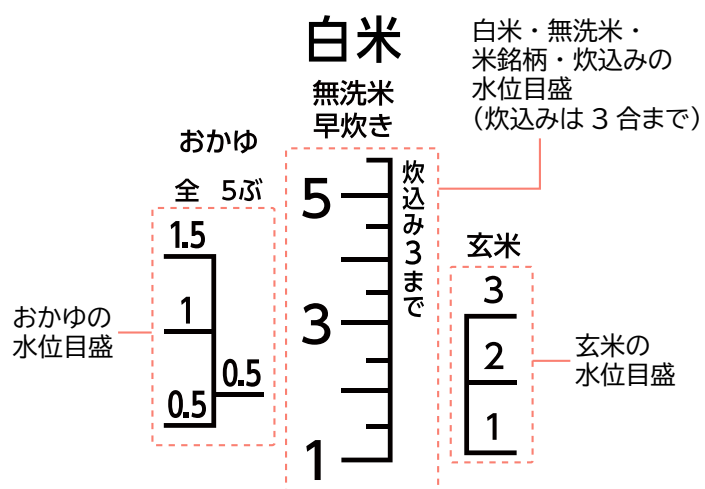 白米
無洗米
早炊き
白米・無洗米・
米銘柄・炊込みの
水位目盛
(炊込みは 3 合まで)
おかゆ
全 5ぶ
1.5
1
0.5
0.5
おかゆの
水位目盛
5
3
1
炊込み3まで
玄米
3
2
1
玄米の
水位目盛